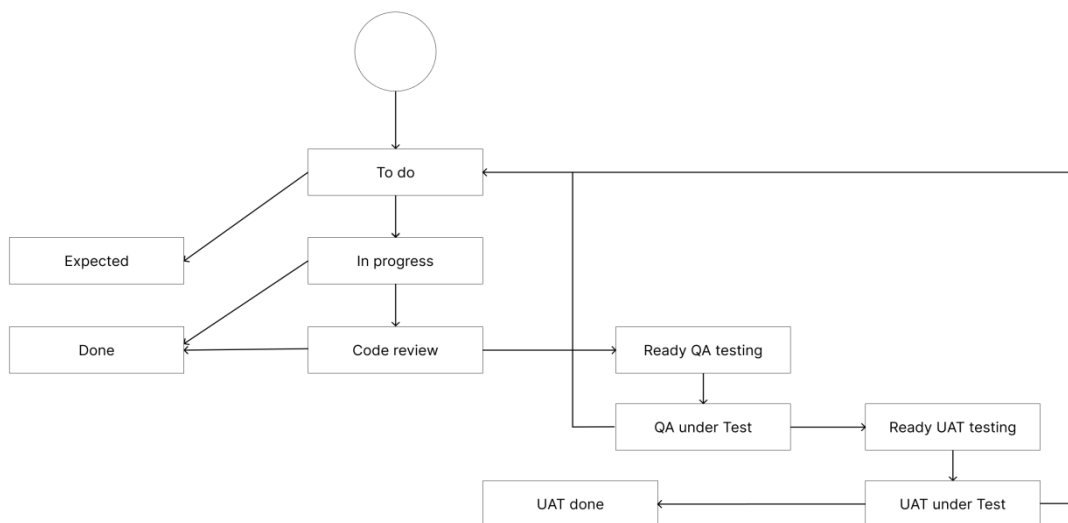 To do
Expected
In progress
Done
Code review
Ready QA testing
QA under Test
Ready UAT testing
UAT done
UAT under Test